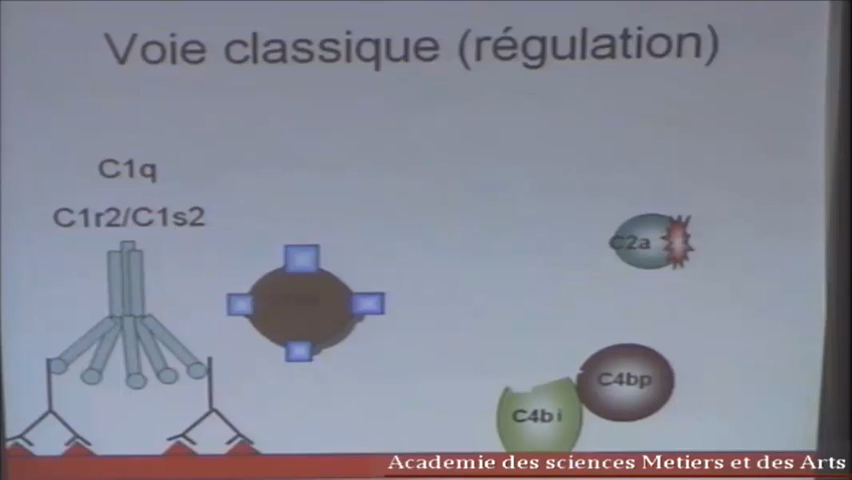 Voie classique (régulation)
C1q
C1r2/C1s2
C2a
C4bp
C4b i
Academie des sciences Metiers et des Arts